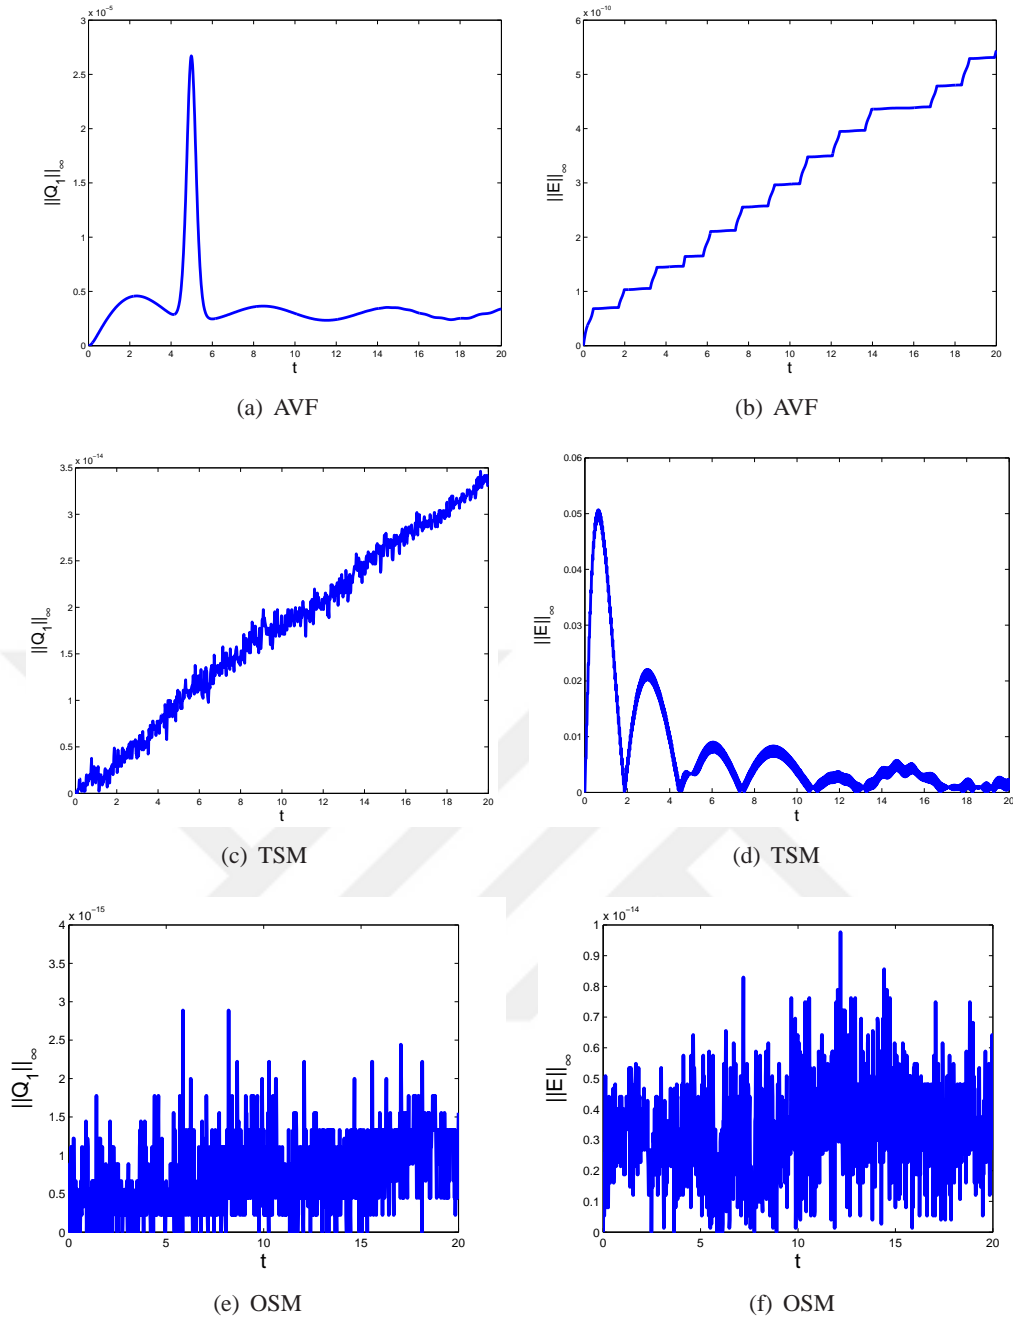 x 10^-5
3
2.5
2
1.5
1
0.5
0
||Q_1||_∞
0 2 4 6 8 10 12 14 16 18 20
t
(a) AVF
x 10^-10
6
5
4
3
2
1
0
||E||_∞
0 2 4 6 8 10 12 14 16 18 20
t
(b) AVF
x 10^-14
3.5
3
2.5
2
1.5
1
0.5
0
||Q_1||_∞
0 2 4 6 8 10 12 14 16 18 20
t
(c) TSM
0.06
0.05
0.04
0.03
0.02
0.01
0
||E||_∞
0 2 4 6 8 10 12 14 16 18 20
t
(d) TSM
x 10^-15
4
3.5
3
2.5
2
1.5
1
0.5
0
||Q_1||_∞
0 5 10 15 20
t
(e) OSM
x 10^-14
1
0.9
0.8
0.7
0.6
0.5
0.4
0.3
0.2
0.1
0
||E||_∞
0 5 10 15 20
t
(f) OSM